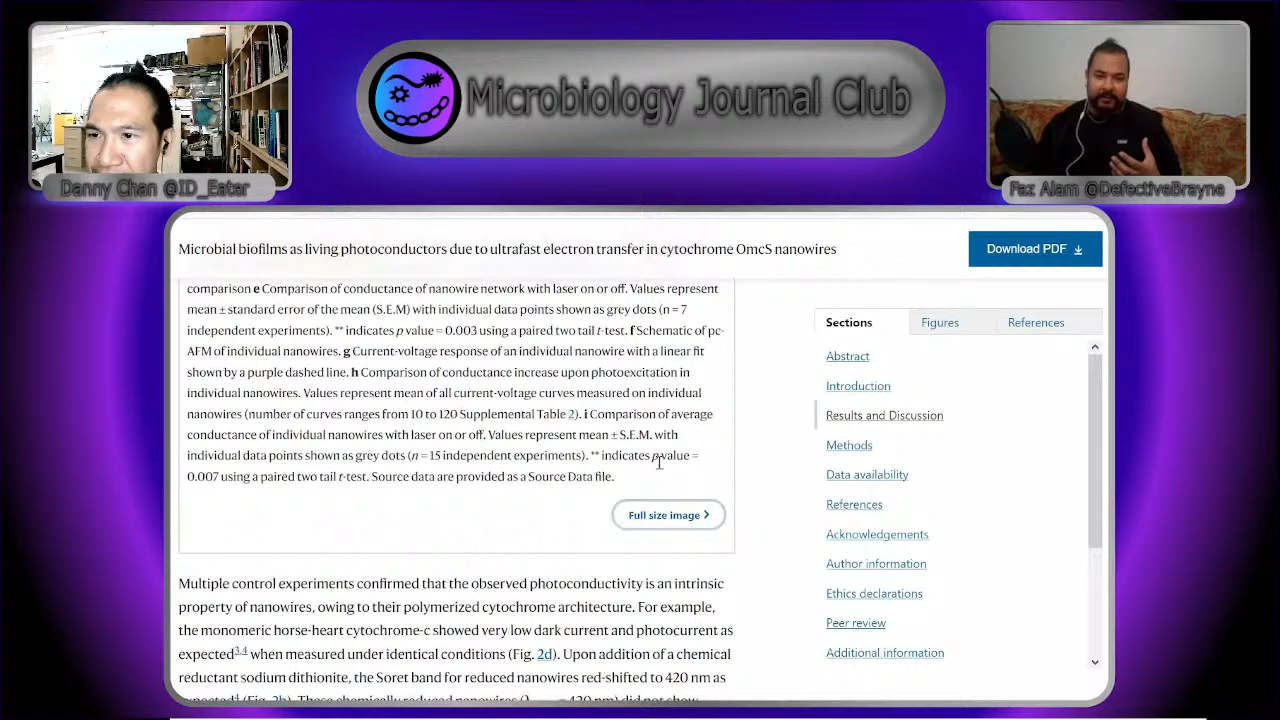 Microbiology Journal Club
Danny Chan @ID_Eater
Faz Alam @DefectiveBrayne
Microbial biofilms as living photoconductors due to ultrafast electron transfer in cytochrome OmcS nanowires
Download PDF
comparison e Comparison of conductance of nanowire network with laser on or off. Values represent
mean ± standard error of the mean (S.E.M) with individual data points shown as grey dots (n = 7
independent experiments). ** indicates p value = 0.003 using a paired two tail t-test. f Schematic of pc-
AFM of individual nanowires. g Current-voltage response of an individual nanowire with a linear fit
shown by a purple dashed line. h Comparison of conductance increase upon photoexcitation in
individual nanowires. Values represent mean of all current-voltage curves measured on individual
nanowires (number of curves ranges from 10 to 120 Supplemental Table 2). i Comparison of average
conductance of individual nanowires with laser on or off. Values represent mean ± S.E.M. with
individual data points shown as grey dots (n = 15 independent experiments). ** indicates p value =
0.007 using a paired two tail t-test. Source data are provided as a Source Data file.
Full size image
Multiple control experiments confirmed that the observed photoconductivity is an intrinsic
property of nanowires, owing to their polymerized cytochrome architecture. For example,
the monomeric horse-heart cytochrome-c showed very low dark current and photocurrent as
expected3,4 when measured under identical conditions (Fig. 2d). Upon addition of a chemical
reductant sodium dithionite, the Soret band for reduced nanowires red-shifted to 420 nm as
expected4 (Fig. 2b). These chemically reduced nanowires = 420 nm) did not show
Sections
Figures
References
Abstract
Introduction
Results and Discussion
Methods
Data availability
References
Acknowledgements
Author information
Ethics declarations
Peer review
Additional information